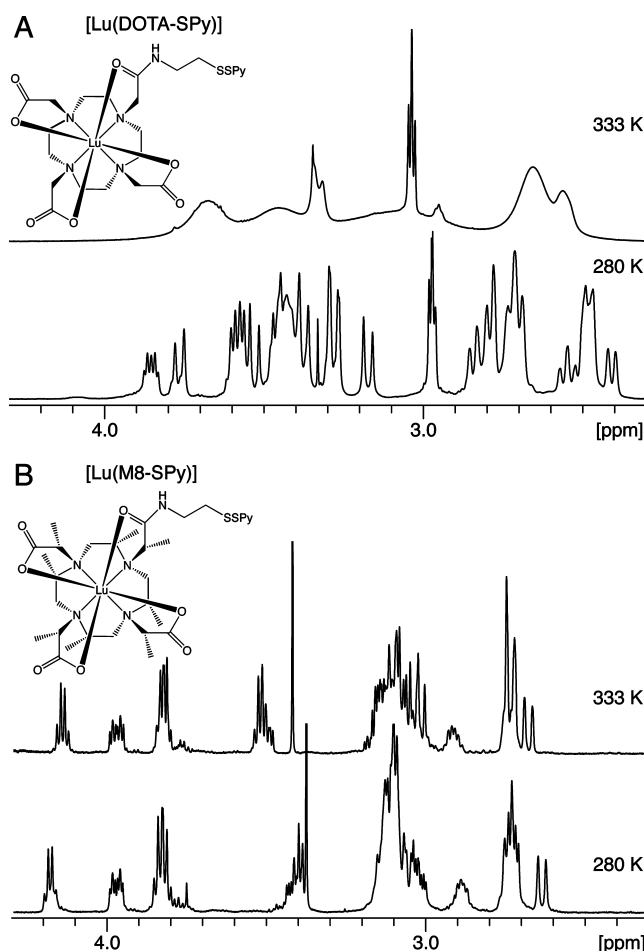 A
[Lu(DOTA-SPy)]
O
O
O
H
N
SSPy
N
N
Lu
N
N
O
O
O
O
333 K
280 K
4.0
3.0
[ppm]
B
[Lu(M8-SPy)]
O
O
O
H
N
SSPy
N
N
Lu
N
N
O
O
O
O
333 K
280 K
4.0
3.0
[ppm]